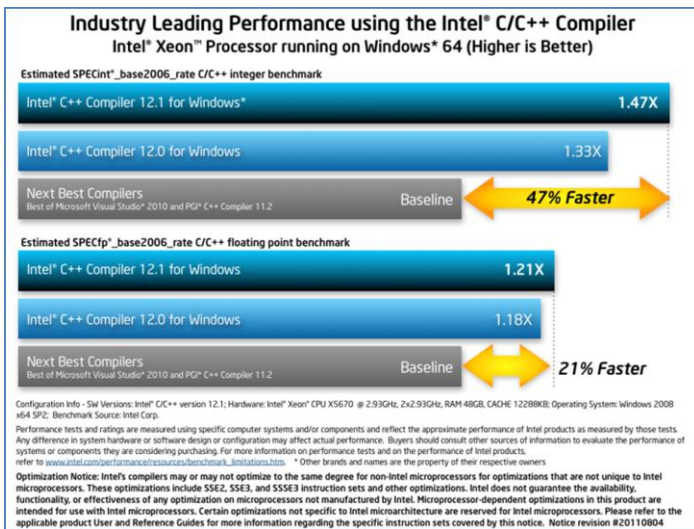 Industry Leading Performance using the Intel® C/C++ Compiler
Intel® Xeon™ Processor running on Windows* 64 (Higher is Better)
Estimated SPECint®_base2006_rate C/C++ integer benchmark
Intel® C++ Compiler 12.1 for Windows*
1.47X
Intel® C++ Compiler 12.0 for Windows
1.33X
Next Best Compilers
Best of Microsoft Visual Studio* 2010 and PGI* C++ Compiler 11.2
Baseline
47% Faster
Estimated SPECfp®_base2006_rate C/C++ floating point benchmark
Intel® C++ Compiler 12.1 for Windows
1.21X
Intel® C++ Compiler 12.0 for Windows
1.18X
Next Best Compilers
Best of Microsoft Visual Studio* 2010 and PGI* C++ Compiler 11.2
Baseline
21% Faster
Configuration Info - SW Versions: Intel® C/C++ version 12.1; Hardware: Intel® Xeon® CPU X5670 @ 2.93GHz, 2x2.93GHz, RAM 48GB, CACHE 12288KB; Operating System: Windows 2008
x64 SP2; Benchmark Source: Intel Corp.
Performance tests and ratings are measured using specific computer systems and/or components and reflect the approximate performance of Intel products as measured by those tests.
Any difference in system hardware or software design or configuration may affect actual performance. Buyers should consult other sources of information to evaluate the performance of
systems or components they are considering purchasing. For more information on performance tests and on the performance of Intel products,
refer to www.intel.com/performance/resources/benchmark_limitations.htm. * Other brands and names are the property of their respective owners
Optimization Notice: Intel's compilers may or may not optimize to the same degree for non-Intel microprocessors for optimizations that are not unique to Intel
microprocessors. These optimizations include SSE2, SSE3, and SSSE3 instruction sets and other optimizations. Intel does not guarantee the availability,
functionality, or effectiveness of any optimization on microprocessors not manufactured by Intel. Microprocessor-dependent optimizations in this product are
intended for use with Intel microprocessors. Certain optimizations not specific to Intel microarchitecture are reserved for Intel microprocessors. Please refer to the
applicable product User and Reference Guides for more information regarding the specific instruction sets covered by this notice. Notice revision #20110804